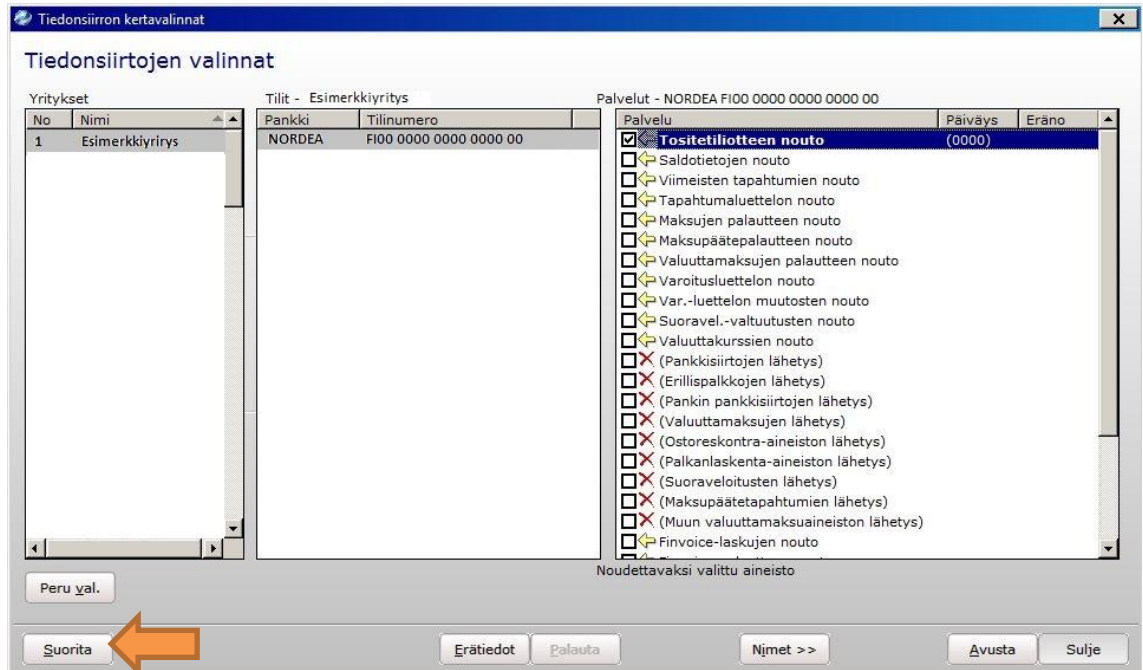 Tiedonsiirron kertavalinnat
Tiedonsiirtojen valinnat
Yritykset
Tilit - Esimerkkiyritys
Palvelut - NORDEA FI00 0000 0000 0000 00
No Nimi
Pankki Tilinumero
Palvelu Päiväys Eräno
1 Esimerkkiyrirys
NORDEA FI00 0000 0000 0000 00
Tositetiliotteen nouto (0000)
Saldotietojen nouto
Viimeisten tapahtumien nouto
Tapahtumaluettelon nouto
Maksujen palautteen nouto
Maksupäätepalautteen nouto
Valuuttamaksujen palautteen nouto
Varoitusluettelon nouto
Var.-luettelon muutosten nouto
Suoravel.-valtuutusten nouto
Valuuttakurssien nouto
(Pankkisiirtojen lähetys)
(Erillispalkkojen lähetys)
(Pankin pankkisiirtojen lähetys)
(Valuuttamaksujen lähetys)
(Ostoreskontra-aineiston lähetys)
(Palkanlaskenta-aineiston lähetys)
(Suoraveloitusten lähetys)
(Maksupäätetapahtumien lähetys)
(Muun valuuttamaksuaineiston lähetys)
Finvoice-laskujen nouto
Noudettavaksi valittu aineisto
Peru val.
Suorita
Erätiedot
Palauta
Nimet >>
Avusta
Sulje